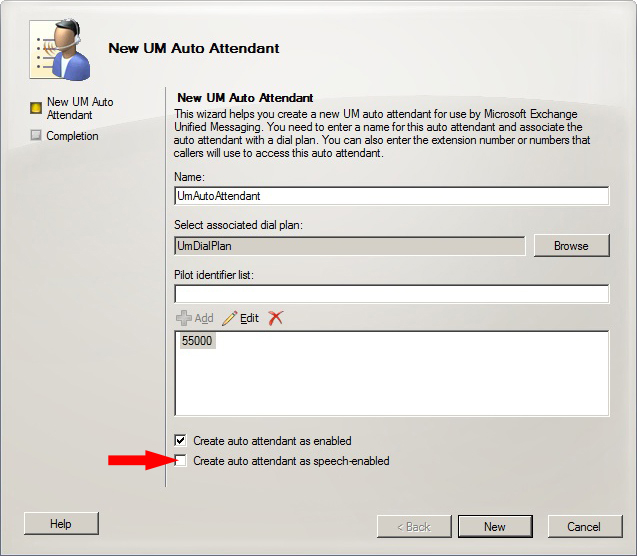 New UM Auto Attendant
New UM Auto
Attendant
Completion
New UM Auto Attendant
This wizard helps you create a new UM auto attendant for use by Microsoft Exchange
Unified Messaging. You need to enter a name for this auto attendant and associate the
auto attendant with a dial plan. You can also enter the extension number or numbers that
callers will use to access this auto attendant.
Name:
UmAutoAttendant
Select associated dial plan:
UmDialPlan
Browse
Pilot identifier list:
Add Edit
55000
Create auto attendant as enabled
Create auto attendant as speech-enabled
Help
< Back
New
Cancel